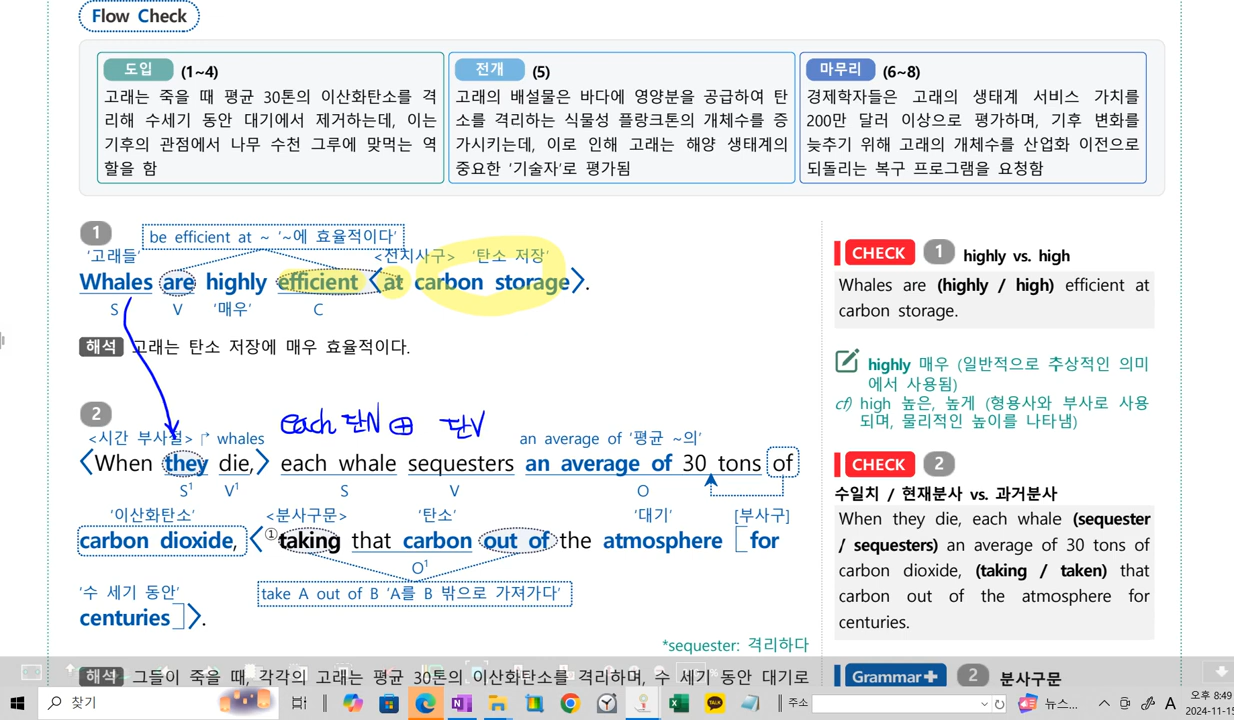 Flow Check
도입 (1~4)
고래는 죽을 때 평균 30톤의 이산화탄소를 격
리해 수세기 동안 대기에서 제거하는데, 이는
기후의 관점에서 나무 수천 그루에 맞먹는 역
할을 함
전개 (5)
고래의 배설물은 바다에 영양분을 공급하여 탄
소를 격리하는 식물성 플랑크톤의 개체수를 증
가시키는데, 이로 인해 고래는 해양 생태계의
중요한 '기술자'로 평가됨
마무리 (6~8)
경제학자들은 고래의 생태계 서비스 가치를
200만 달러 이상으로 평가하며, 기후 변화를
늦추기 위해 고래의 개체수를 산업화 이전으로
되돌리는 복구 프로그램을 요청함
1
be efficient at ~ '~에 효율적이다'
'고래들' <전치사구> '탄소 저장'
Whales are highly efficient <at carbon storage>.
S V '매우' C
해석 고래는 탄소 저장에 매우 효율적이다.
2
each 단N ⊕ 단V
<시간 부사절> whales an average of '평균 ~의'
<When they die,> each whale sequesters an average of 30 tons of
S¹ V¹ S V O
'이산화탄소' <분사구문> '탄소' '대기' [부사구]
carbon dioxide, <①taking that carbon out of the atmosphere [for
O¹
'수 세기 동안' take A out of B 'A를 B 밖으로 가져가다'
centuries]>.
*sequester: 격리하다
해석 그들이 죽을 때, 각각의 고래는 평균 30톤의 이산화탄소를 격리하며, 수 세기 동안 대기로
CHECK 1 highly vs. high
Whales are (highly / high) efficient at
carbon storage.
highly 매우 (일반적으로 추상적인 의미
에서 사용됨)
cf) high 높은, 높게 (형용사와 부사로 사용
되며, 물리적인 높이를 나타냄)
CHECK 2
수일치 / 현재분사 vs. 과거분사
When they die, each whale (sequester
/ sequesters) an average of 30 tons of
carbon dioxide, (taking / taken) that
carbon out of the atmosphere for
centuries.
Grammar+ 2 분사구문
찾기
주소
뉴스...
A
오후 8:49
2024-11-15